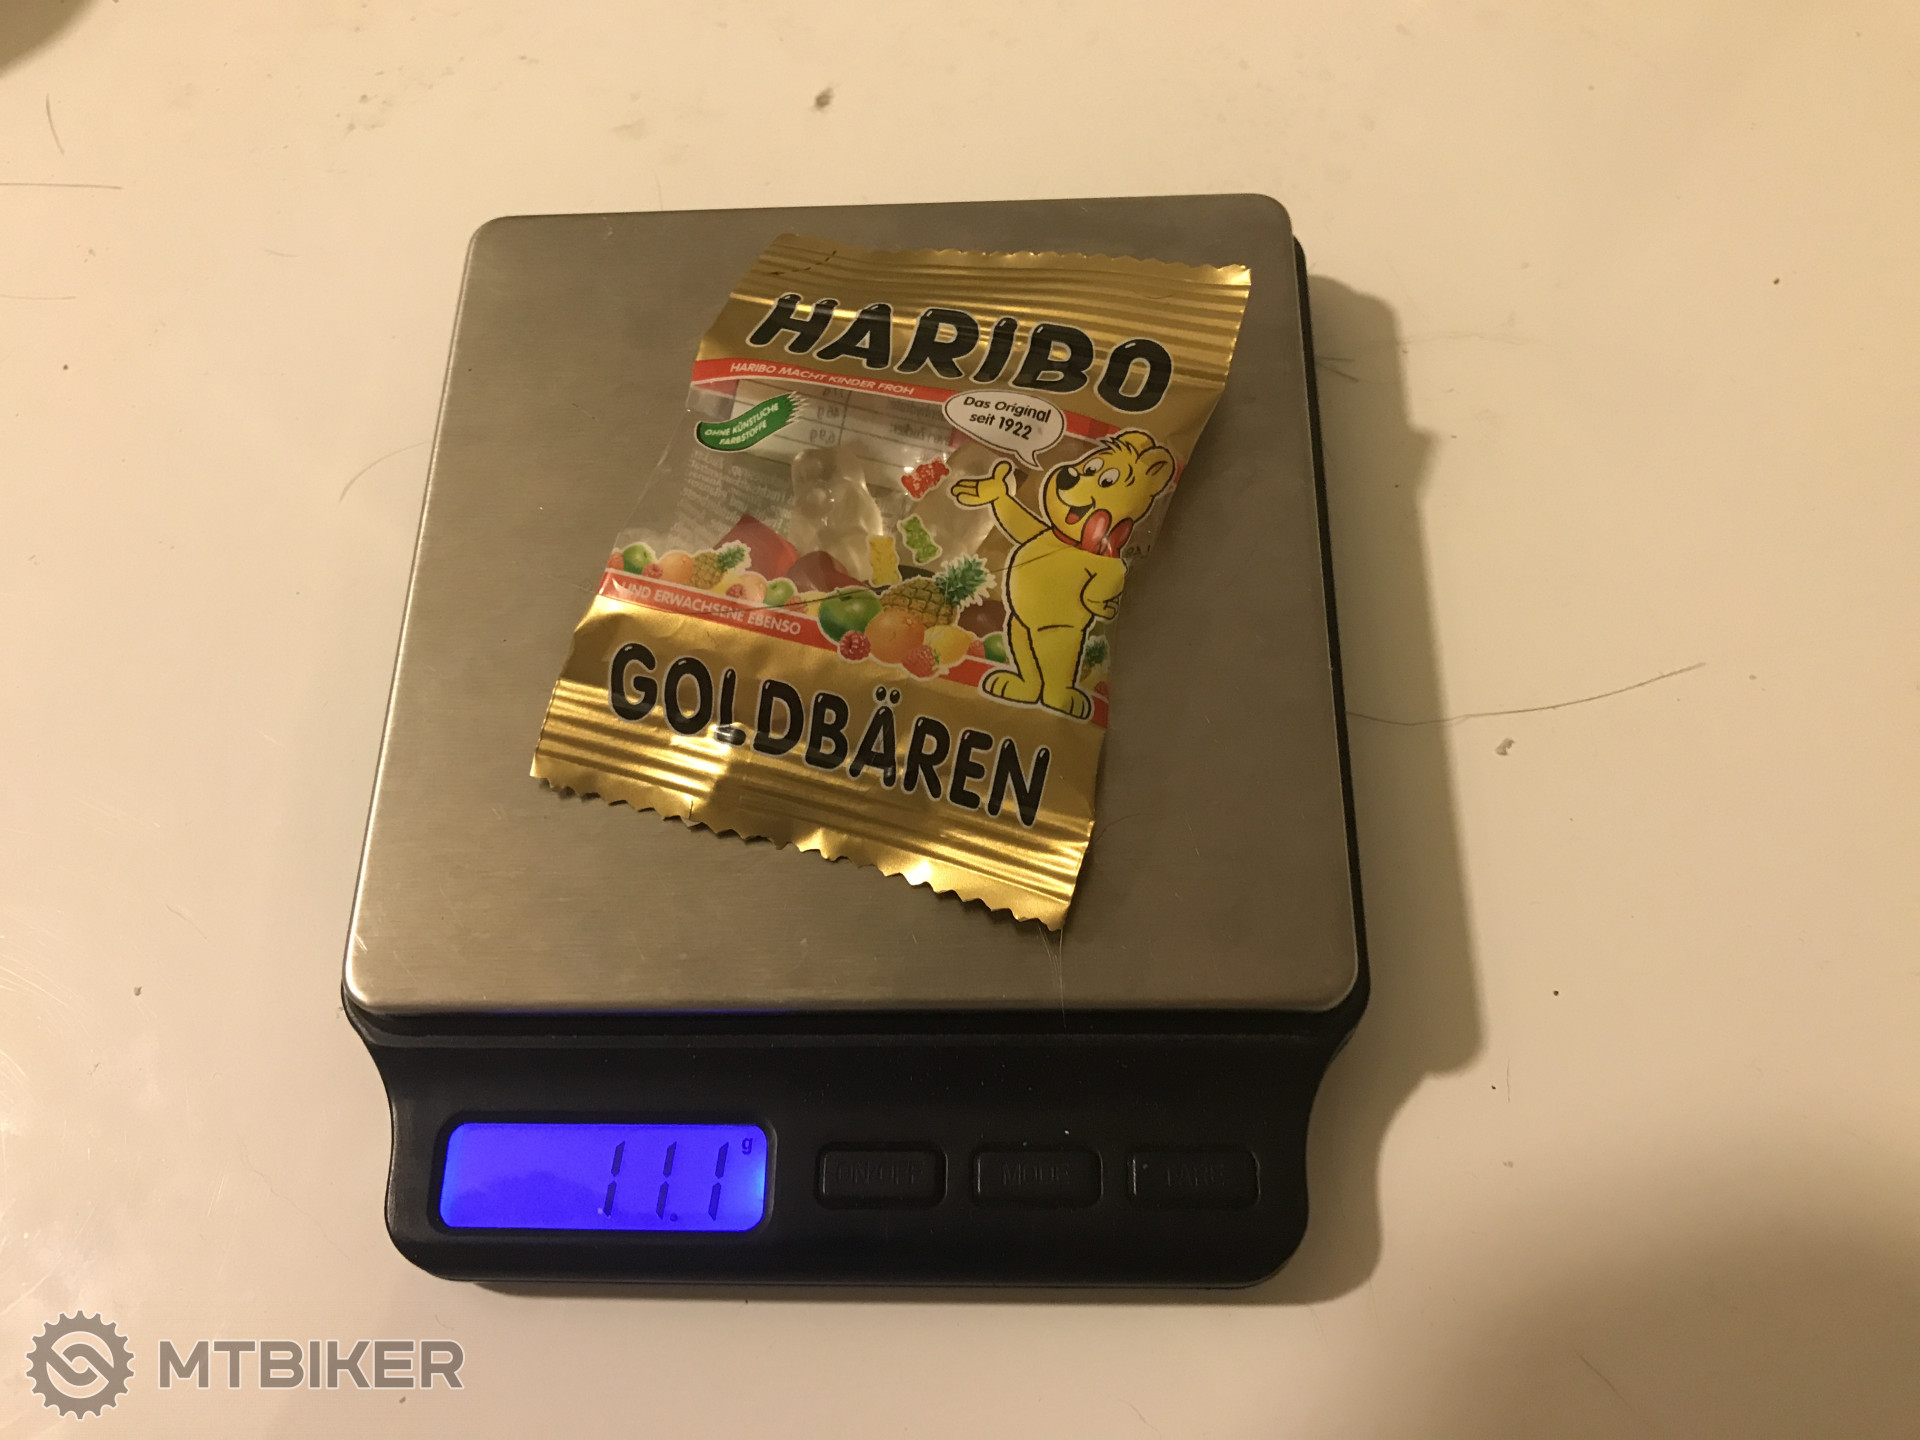 HARIBO
HARIBO MACHT KINDER FROH
Das Original
seit 1922
OHNE KÜNSTLICHE
FARBSTOFFE
UND ERWACHSENE EBENSO
GOLDBÄREN
11.1 g
ON/OFF
MODE
TARE
MTBIKER